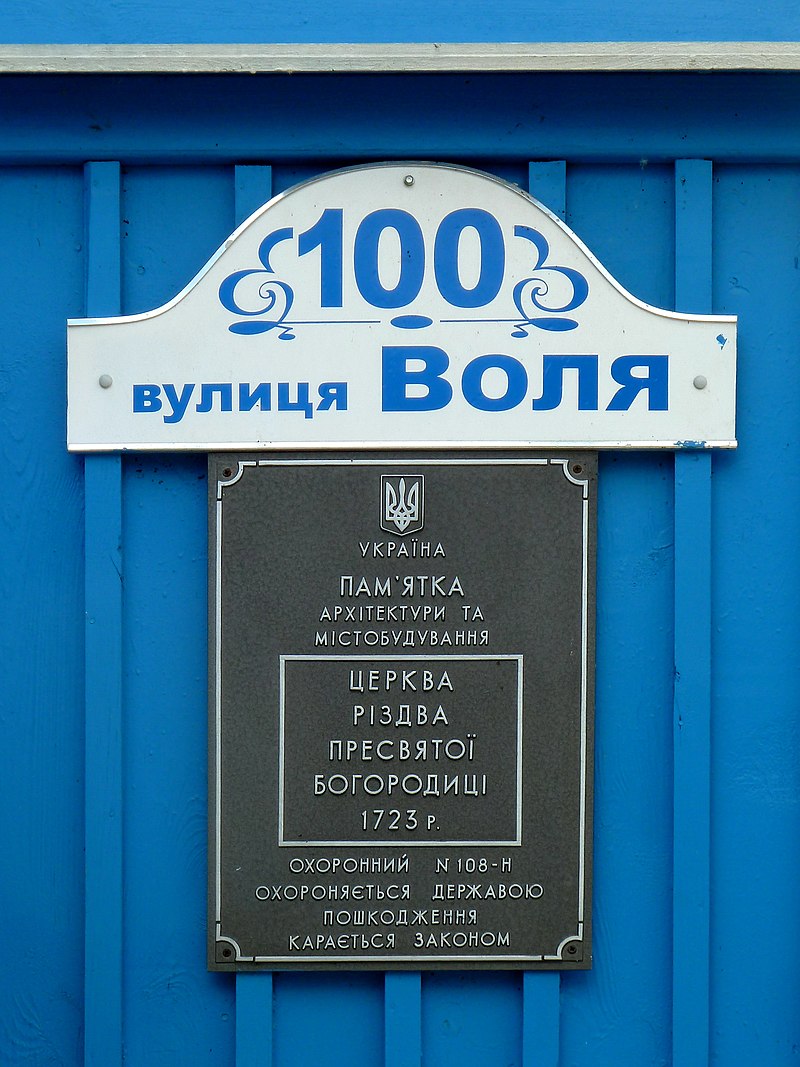 100
вулиця Воля
УКРАЇНА
ПАМ'ЯТКА
АРХІТЕКТУРИ ТА
МІСТОБУДУВАННЯ
ЦЕРКВА
РІЗДВА
ПРЕСВЯТОЇ
БОГОРОДИЦІ
1723 Р.
ОХОРОННИЙ N 108-Н
ОХОРОНЯЄТЬСЯ ДЕРЖАВОЮ
ПОШКОДЖЕННЯ
КАРАЄТЬСЯ ЗАКОНОМ